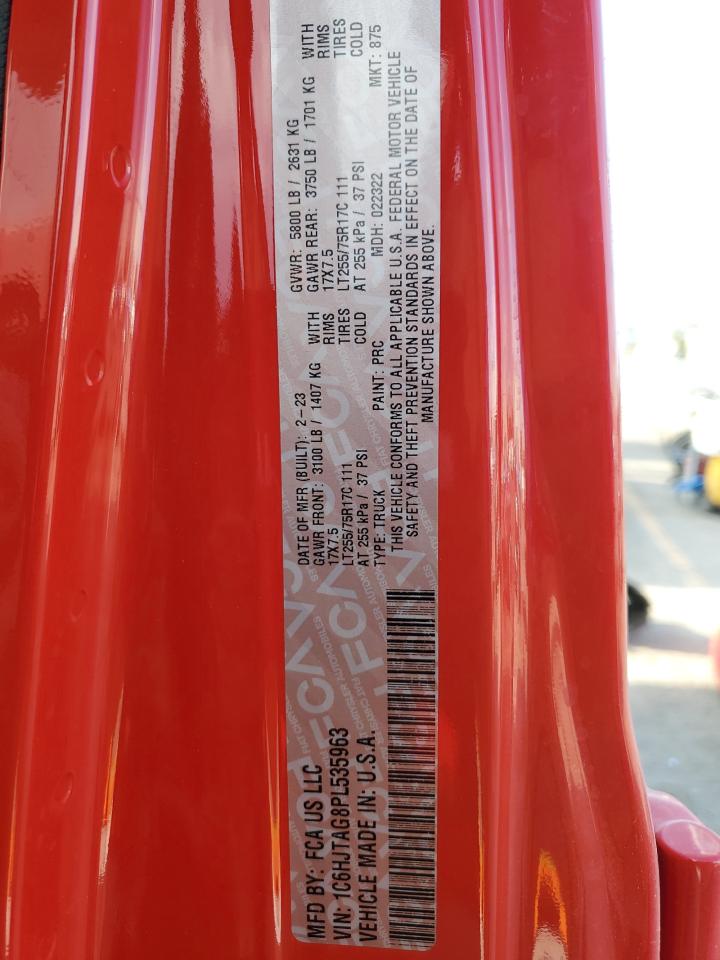 MFD BY: FCA US LLC
VIN: 1C6HJTAG8PL535963
VEHICLE MADE IN: U.S.A.
DATE OF MFR (BUILT): 2-23 GVWR: 5800 LB / 2631 KG
GAWR FRONT: 3100 LB / 1407 KG WITH GAWR REAR: 3750 LB / 1701 KG WITH
17X7.5 RIMS 17X7.5 RIMS
LT255/75R17C 111 TIRES LT255/75R17C 111 TIRES
AT 255 kPa / 37 PSI COLD AT 255 kPa / 37 PSI COLD
TYPE: TRUCK PAINT: PRC MDH: 022322 MKT: 875
THIS VEHICLE CONFORMS TO ALL APPLICABLE U.S.A. FEDERAL MOTOR VEHICLE
SAFETY AND THEFT PREVENTION STANDARDS IN EFFECT ON THE DATE OF
MANUFACTURE SHOWN ABOVE.